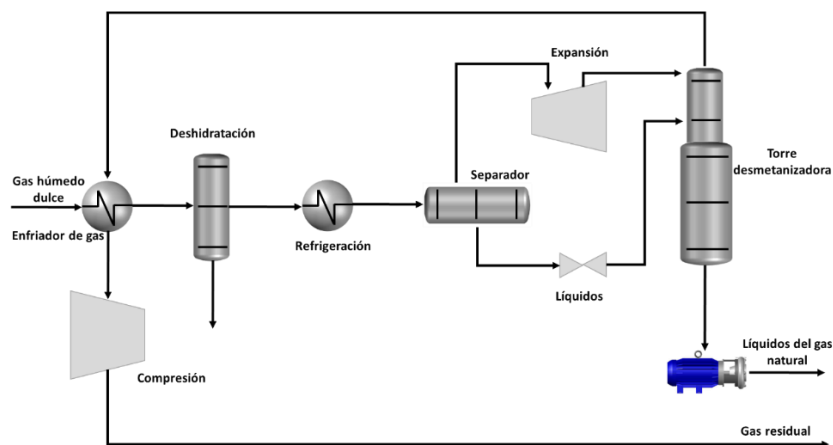 Expansión
Deshidratación
Gas húmedo
dulce
Separador
Torre
desmetanizadora
Enfriador de gas
Refrigeración
Líquidos
Líquidos del gas
natural
Compresión
Gas residual